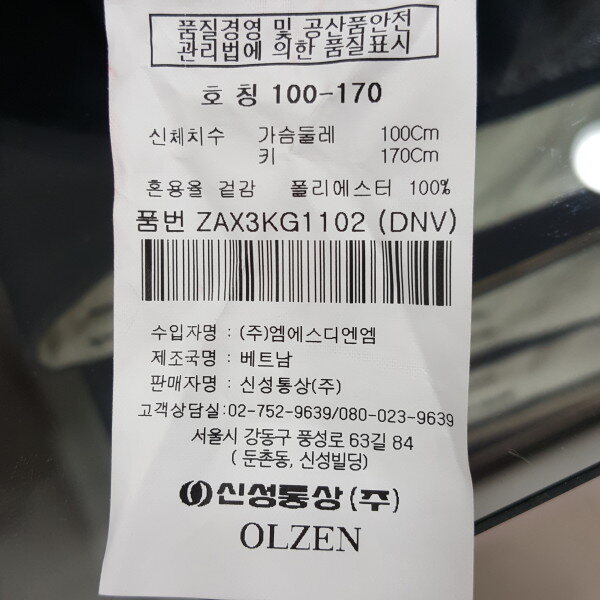 품질경영 및 공산품안전
관리법에 의한 품질표시
호 칭 100-170
신체치수 가슴둘레 100Cm
키 170Cm
혼용율 겉감 폴리에스터 100%
품번 ZAX3KG1102 (DNV)
수입자명 : (주)엠에스디엔엠
제조국명 : 베트남
판매자명 : 신성통상(주)
고객상담실:02-752-9639/080-023-9639
서울시 강동구 풍성로 63길 84
( 둔촌동, 신성빌딩)
신성통상(주)
OLZEN